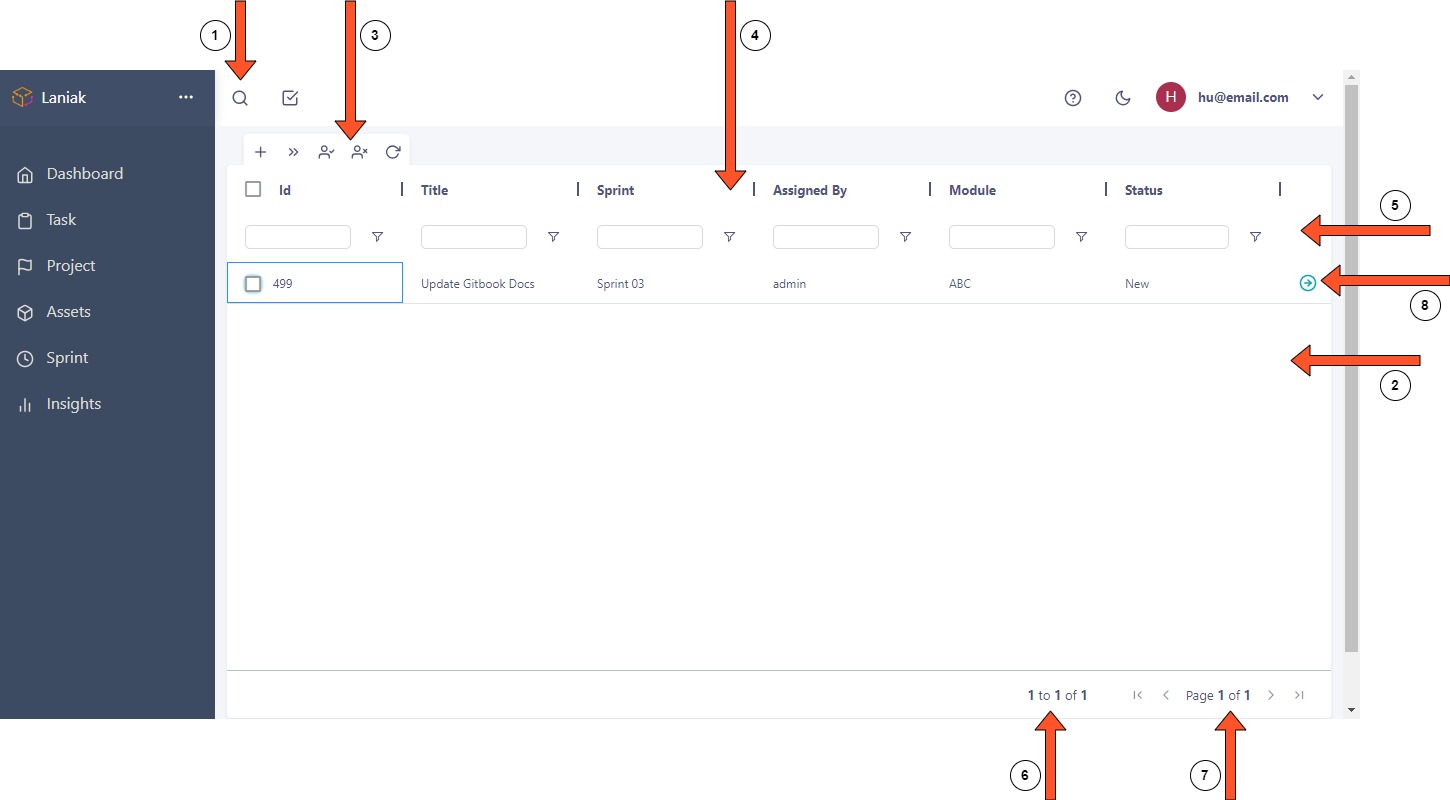 1
3
4
Laniak
H
hu@email.com
Id
Title
Sprint
Assigned By
Module
Status
5
Dashboard
Task
Project
Assets
Sprint
Insights
499
Update Gitbook Docs
Sprint 03
admin
ABC
New
8
2
1 to 1 of 1
Page 1 of 1
6
7